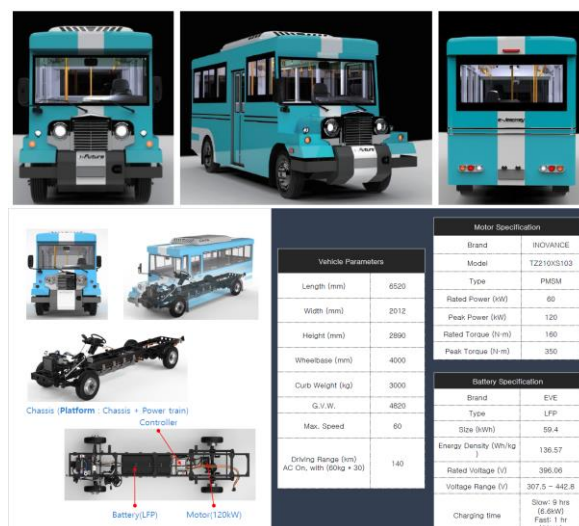 i-Future
i-Future
e-Jeepney
Chassis (Platform : Chassis + Power train)
Controller
Battery(LFP)
Motor(120kW)
Vehicle Parameters
Length (mm) 6520
Width (mm) 2012
Height (mm) 2890
Wheelbase (mm) 4000
Curb Weight (kg) 3000
G.V.W. 4820
Max. Speed 60
Driving Range (km)
AC On, with (60kg * 30) 140
Motor Specification
Brand INOVANCE
Model TZ210XS103
Type PMSM
Rated Power (kW) 60
Peak Power (kW) 120
Rated Torque (N·m) 160
Peak Torque (N·m) 350
Battery Specification
Brand EVE
Type LFP
Size (kWh) 59.4
Energy Density (Wh/kg
) 136.57
Rated Voltage (V) 396.06
Voltage Range (V) 307.5 ~ 442.8
Charging time Slow: 9 hrs
(6.6kW)
Fast: 1 hr